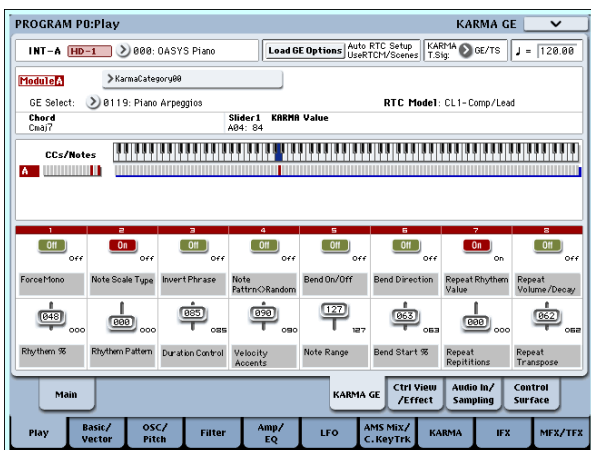 PROGRAM P0:Play KARMA GE
INT-A HD-1 000: OASYS Piano Load GE Options Auto RTC Setup UseRTCM/Scenes KARMA T.Sig: GE/TS ♩ = 120.00
Module A KarmaCategory00
GE Select: 0119: Piano Arpeggios RTC Model: CL1-Comp/Lead
Chord Slider1 KARMA Value
Cmaj7 A04: 84
CCs/Notes
A
1 2 3 4 5 6 7 8
Off On Off Off Off Off On Off
Off Off Off Off Off Off On Off
Force Mono Note Scale Type Invert Phrase Note Pattrn<>Random Bend On/Off Bend Direction Repeat Rhythem Value Repeat Volume/Decay
048 000 085 090 127 063 000 062
000 000 085 090 127 063 000 062
Rhythem % Rhythem Pattern Duration Control Velocity Accents Note Range Bend Start % Repeat Repititions Repeat Transpose
Main KARMA GE Ctrl View /Effect Audio In/ Sampling Control Surface
Play Basic/ Vector OSC/ Pitch Filter Amp/ EQ LFO AMS Mix/ C.KeyTrk KARMA IFX MFX/TFX